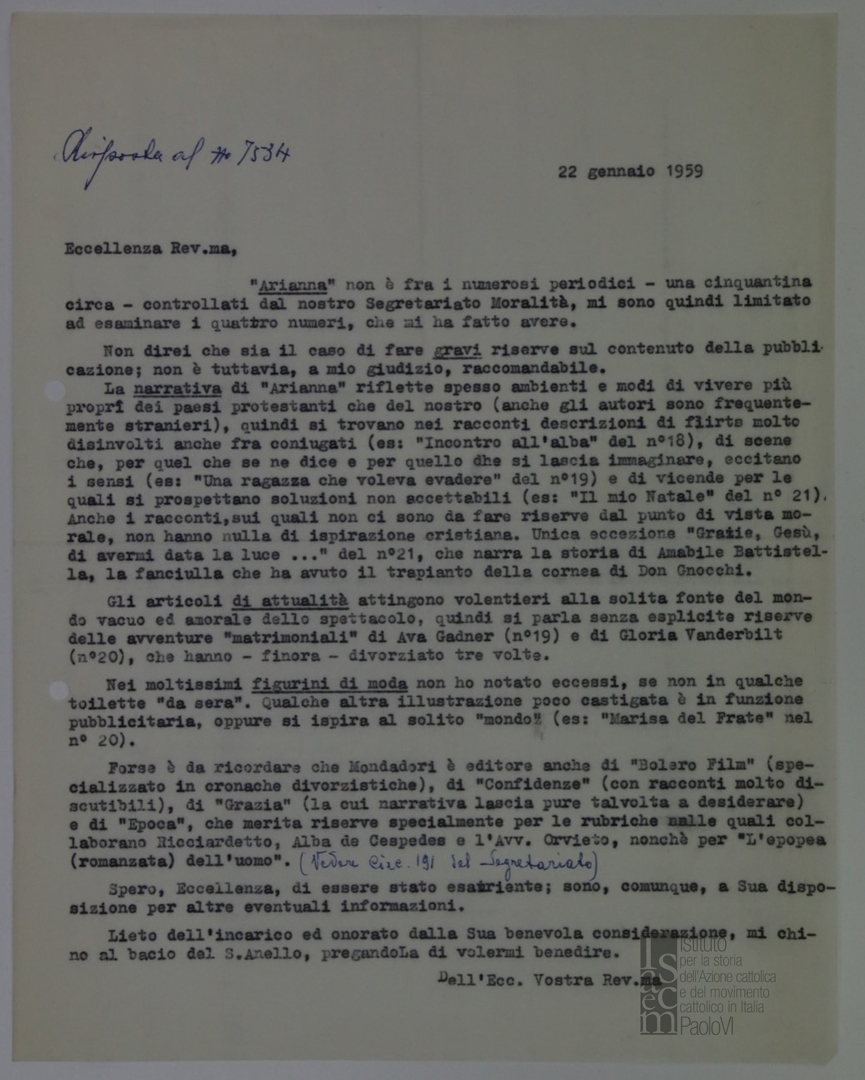 Risposta al № 7534
22 gennaio 1959
Eccellenza Rev.ma,
"Arianna" non è fra i numerosi periodici - una cinquantina
circa - controllati dal nostro Segretariato Moralità, mi sono quindi limitato
ad esaminare i quattro numeri, che mi ha fatto avere.
Non direi che sia il caso di fare gravi riserve sul contenuto della pubbli-
cazione; non è tuttavia, a mio giudizio, raccomandabile.
La narrativa di "Arianna" riflette spesso ambienti e modi di vivere più
propri dei paesi protestanti che del nostro (anche gli autori sono frequente-
mente stranieri), quindi si trovano nei racconti descrizioni di flirts molto
disinvolti anche fra coniugati (es: "Incontro all'alba" del n°18), di scene
che, per quel che se ne dice e per quello dhe si lascia immaginare, eccitano
i sensi (es: "Una ragazza che voleva evadere" del n°19) e di vicende per le
quali si prospettano soluzioni non accettabili (es: "Il mio Natale" del n° 21).
Anche i racconti,sui quali non ci sono da fare riserve dal punto di vista mo-
rale, non hanno nulla di ispirazione cristiana. Unica eccezione "Grazie, Gesù,
di avermi data la luce ..." del n°21, che narra la storia di Amabile Battistel-
la, la fanciulla che ha avuto il trapianto della cornea di Don Gnocchi.
Gli articoli di attualità attingono volentieri alla solita fonte del mon-
do vacuo ed amorale dello spettacolo, quindi si parla senza esplicite riserve
delle avventure "matrimoniali" di Ava Gadner (n°19) e di Gloria Vanderbilt
(n°20), che hanno - finora - divorziato tre volte.
Nei moltissimi figurini di moda non ho notato eccessi, se non in qualche
toilette "da sera". Qualche altra illustrazione poco castigata è in funzione
pubblicitaria, oppure si ispira al solito "mondo" (es: "Marisa del Frate" nel
n° 20).
Forse è da ricordare che Mondadori è editore anche di "Bolero Film" (spe-
cializzato in cronache divorzistiche), di "Confidenze" (con racconti molto di-
scutibili), di "Grazia" (la cui narrativa lascia pure talvolta a desiderare)
e di "Epoca", che merita riserve specialmente per le rubriche nelle quali col-
laborano Ricciardetto, Alba de Cespedes e l'Avv. Orvieto, nonchè per "L'epopea
(romanzata) dell'uomo". (Vedere Circ. 191 del Segretariato)
Spero, Eccellenza, di essere stato esauriente; sono, comunque, a Sua dispo-
sizione per altre eventuali informazioni.
Lieto dell'incarico ed onorato dalla Sua benevola considerazione, mi chi-
no al bacio del S.Anello, pregandoLa di volermi benedire.
Dell'Ecc. Vostra Rev.ma
Isacem
Istituto
per la storia
dell'Azione cattolica
e del movimento
cattolico in Italia
PaoloVI